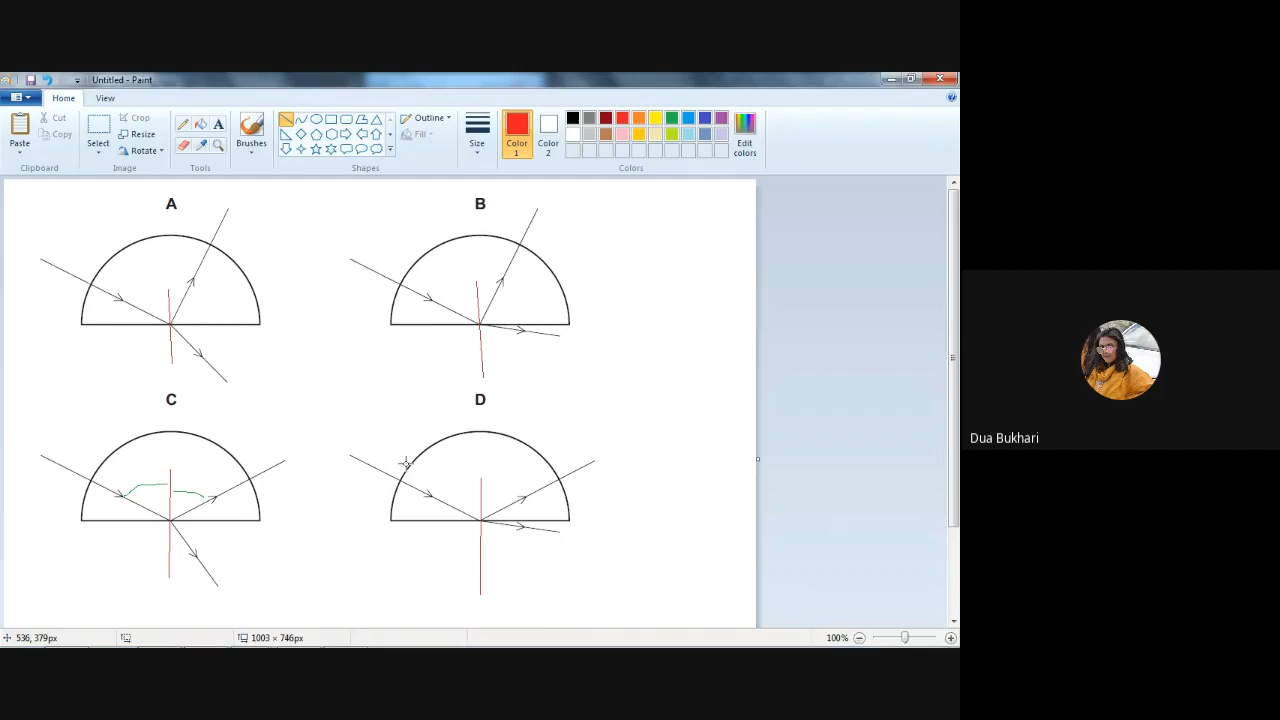 Untitled - Paint
Home
View
Paste
Cut
Copy
Clipboard
Select
Crop
Resize
Rotate
Image
A
Tools
Brushes
Shapes
Outline
Fill
Size
Color
1
Color
2
Edit
colors
Colors
A
B
C
D
Dua Bukhari
536, 379px
1003 × 746px
100%